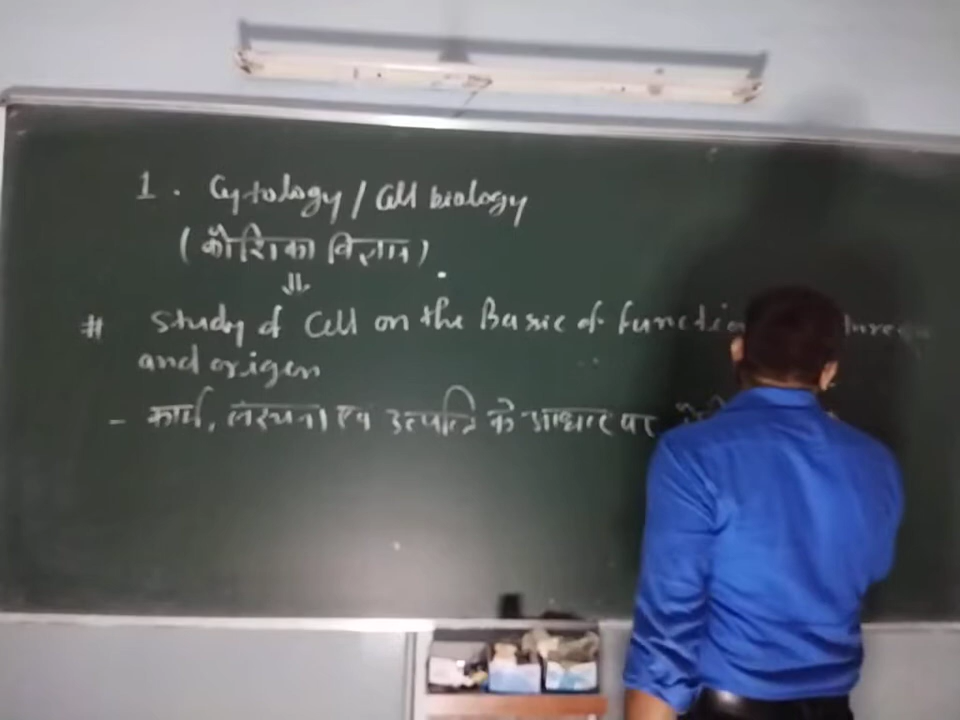 1. Cytology / Cell biology
(कोशिका विज्ञान)
⇓
# Study of Cell on the Basic of functio
and origen
- कार्य, संरचना एवं उत्पत्ति के आधार पर